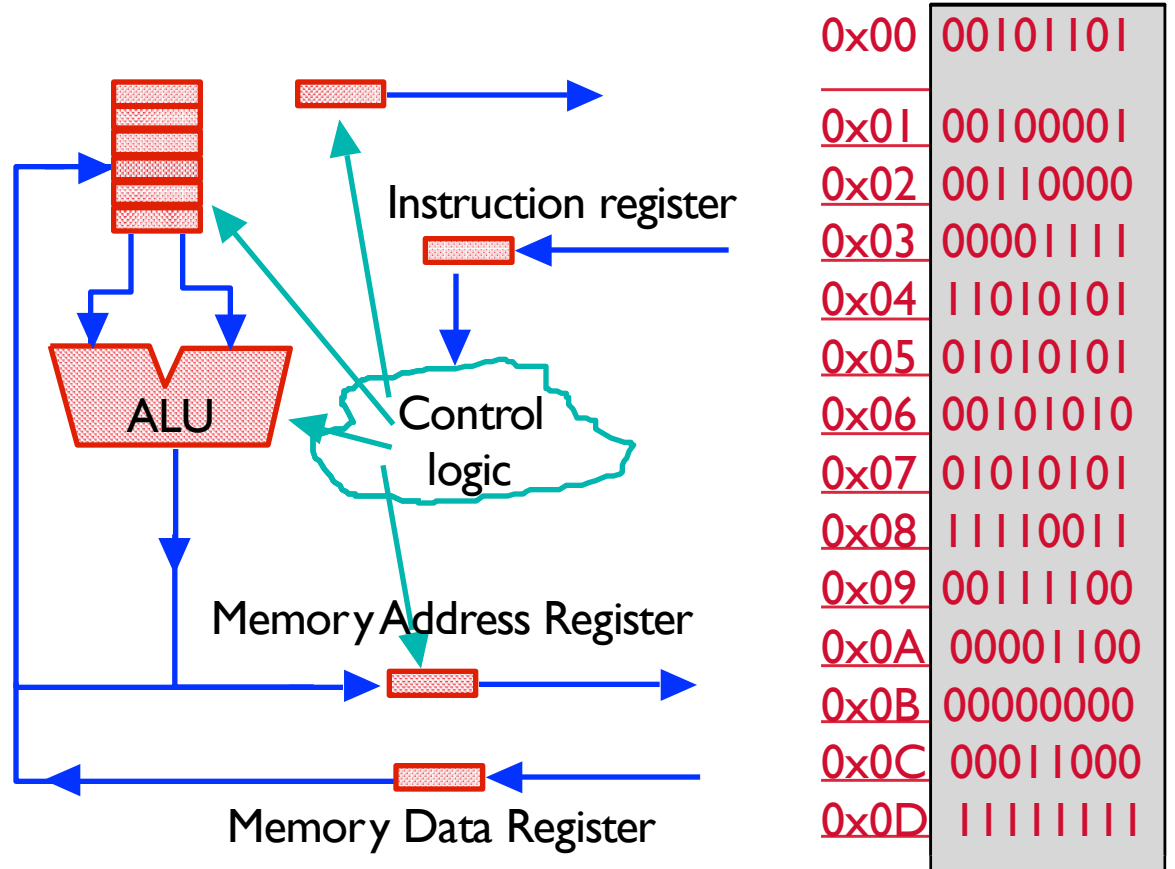 Instruction register
ALU
Control
logic
Memory Address Register
Memory Data Register
0x00 00101101
0x01 00100001
0x02 00110000
0x03 00001111
0x04 11010101
0x05 01010101
0x06 00101010
0x07 01010101
0x08 11110011
0x09 00111100
0x0A 00001100
0x0B 00000000
0x0C 00011000
0x0D 11111111